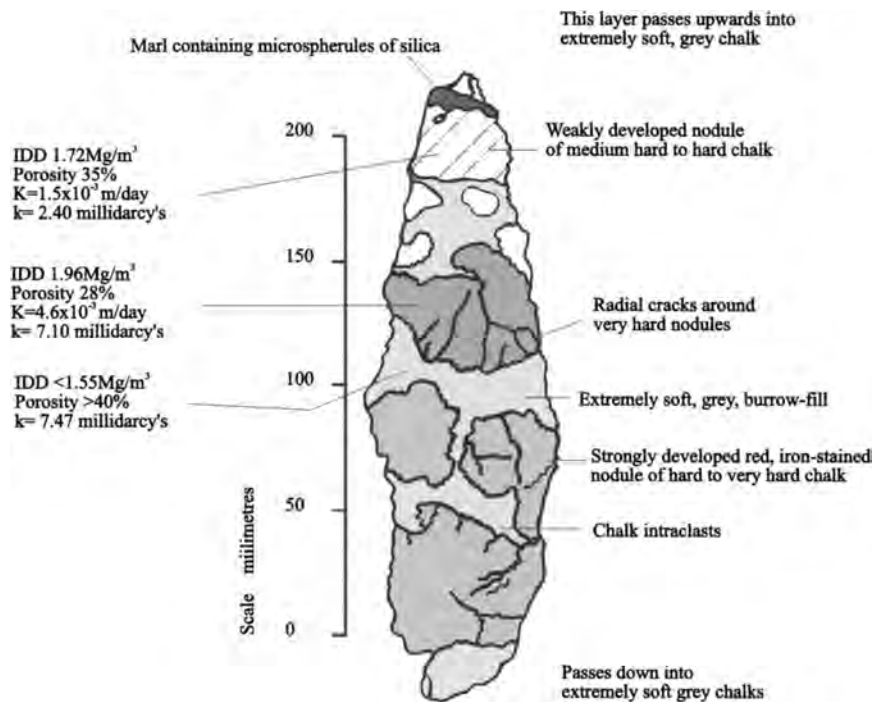 This layer passes upwards into
extremely soft, grey chalk
Marl containing microspherules of silica
200
Weakly developed nodule
of medium hard to hard chalk
IDD 1.72Mg/m³
Porosity 35%
K=1.5x10⁻³ m/day
k= 2.40 millidarcy's
150
IDD 1.96Mg/m³
Porosity 28%
K=4.6x10⁻³ m/day
k= 7.10 millidarcy's
Radial cracks around
very hard nodules
100
IDD <1.55Mg/m³
Porosity >40%
k= 7.47 millidarcy's
Extremely soft, grey, burrow-fill
Strongly developed red, iron-stained
nodule of hard to very hard chalk
50
Chalk intraclasts
Scale miilimetres
0
Passes down into
extremely soft grey chalks